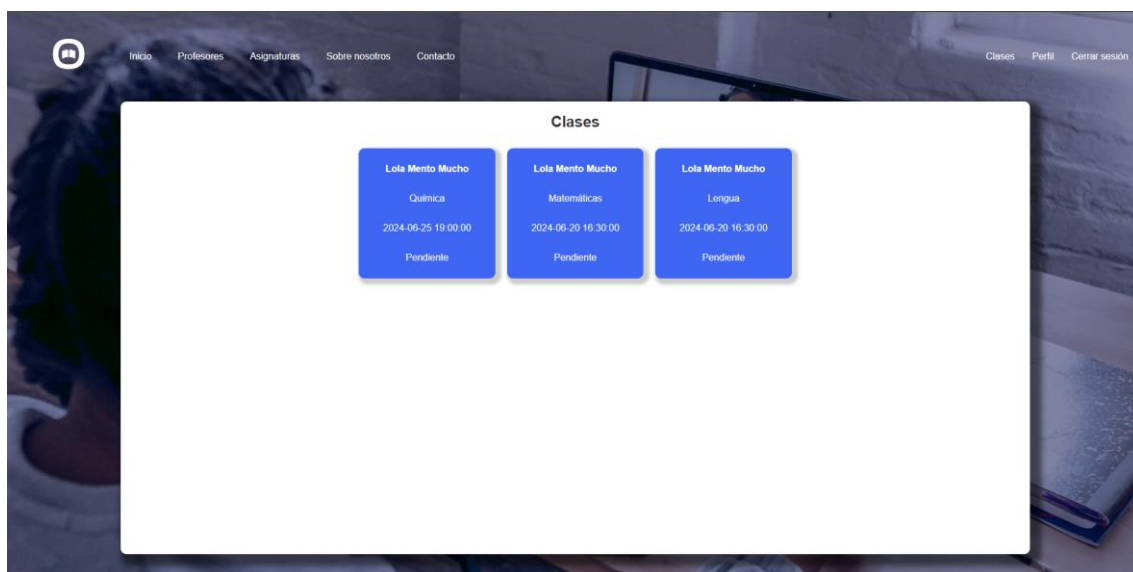 Inicio Profesores Asignaturas Sobre nosotros Contacto Clases Perfil Cerrar sesión
Clases
Lola Mento Mucho
Química
2024-06-25 19:00:00
Pendiente
Lola Mento Mucho
Matemáticas
2024-06-20 16:30:00
Pendiente
Lola Mento Mucho
Lengua
2024-06-20 16:30:00
Pendiente